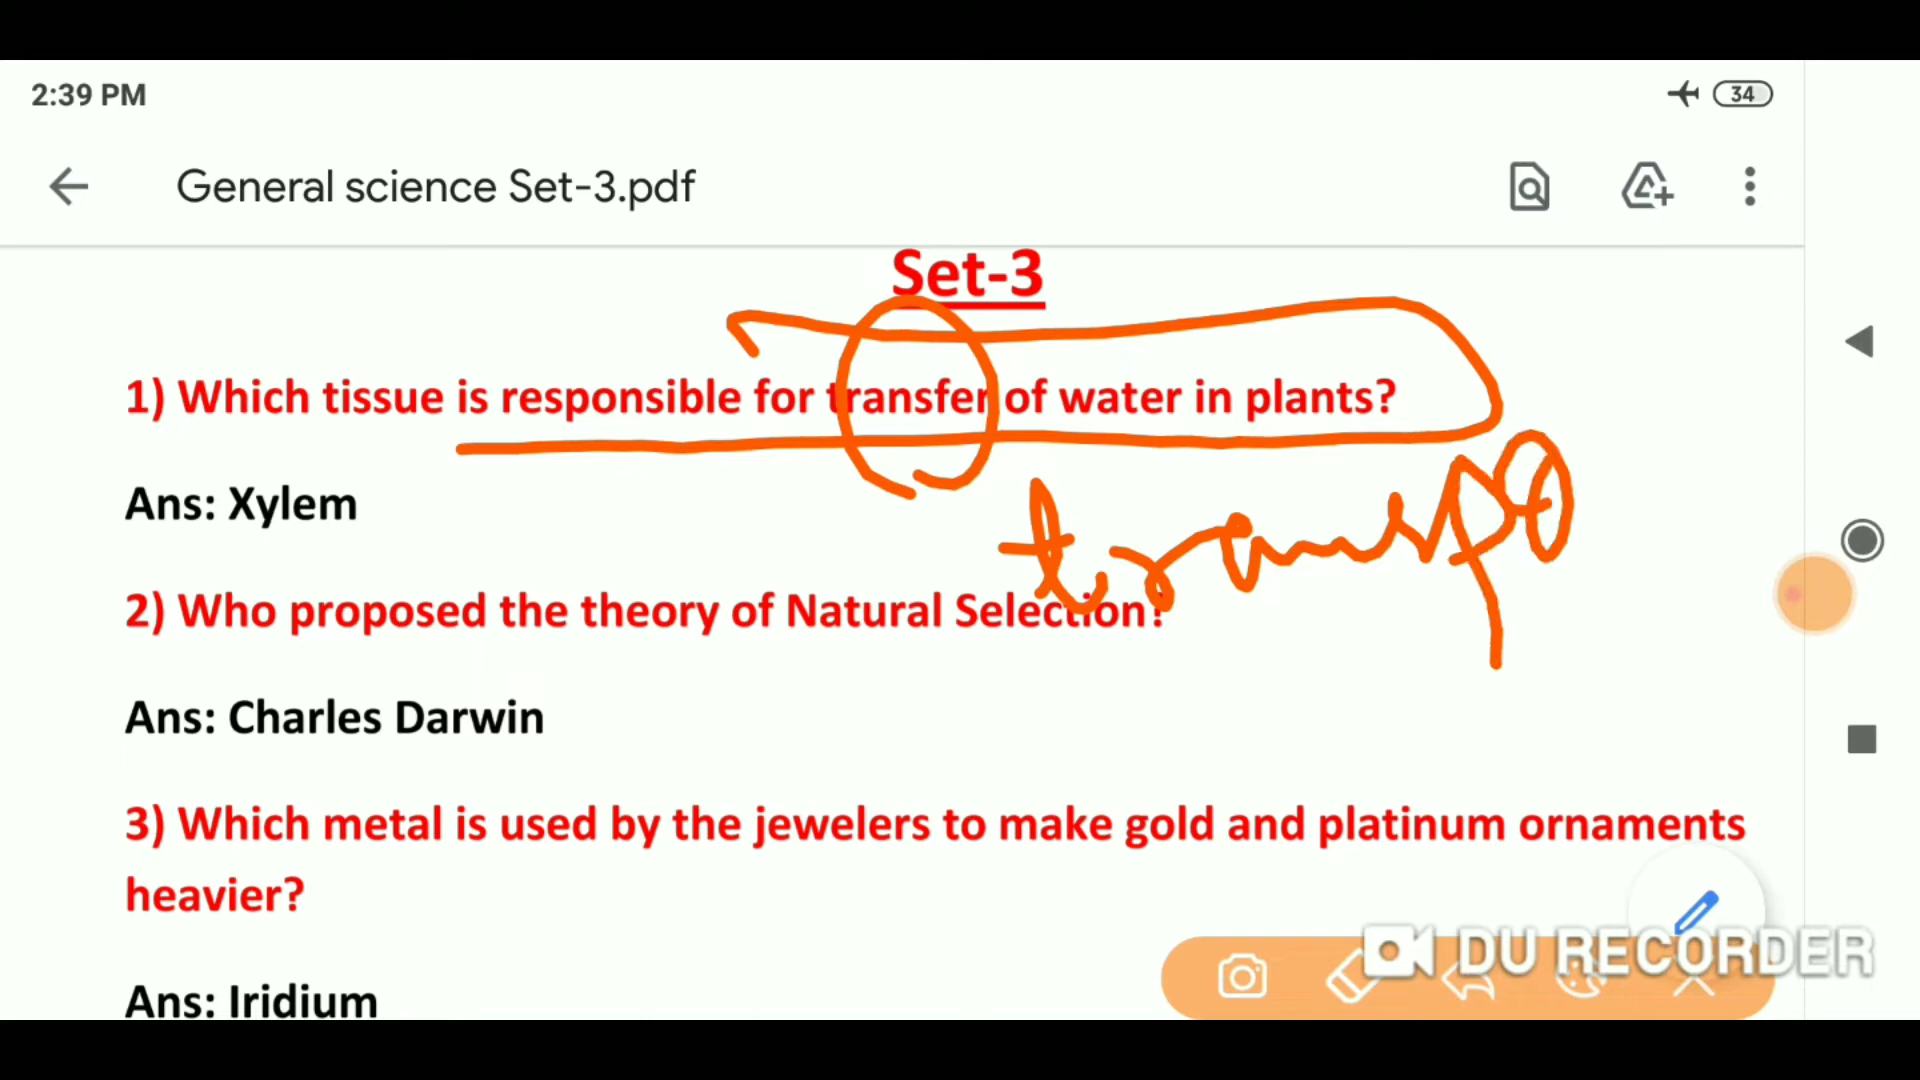 2:39 PM
34
General science Set-3.pdf
Set-3
1) Which tissue is responsible for transfer of water in plants?
Ans: Xylem
transpo
2) Who proposed the theory of Natural Selection?
Ans: Charles Darwin
3) Which metal is used by the jewelers to make gold and platinum ornaments
heavier?
Ans: Iridium
DU RECORDER